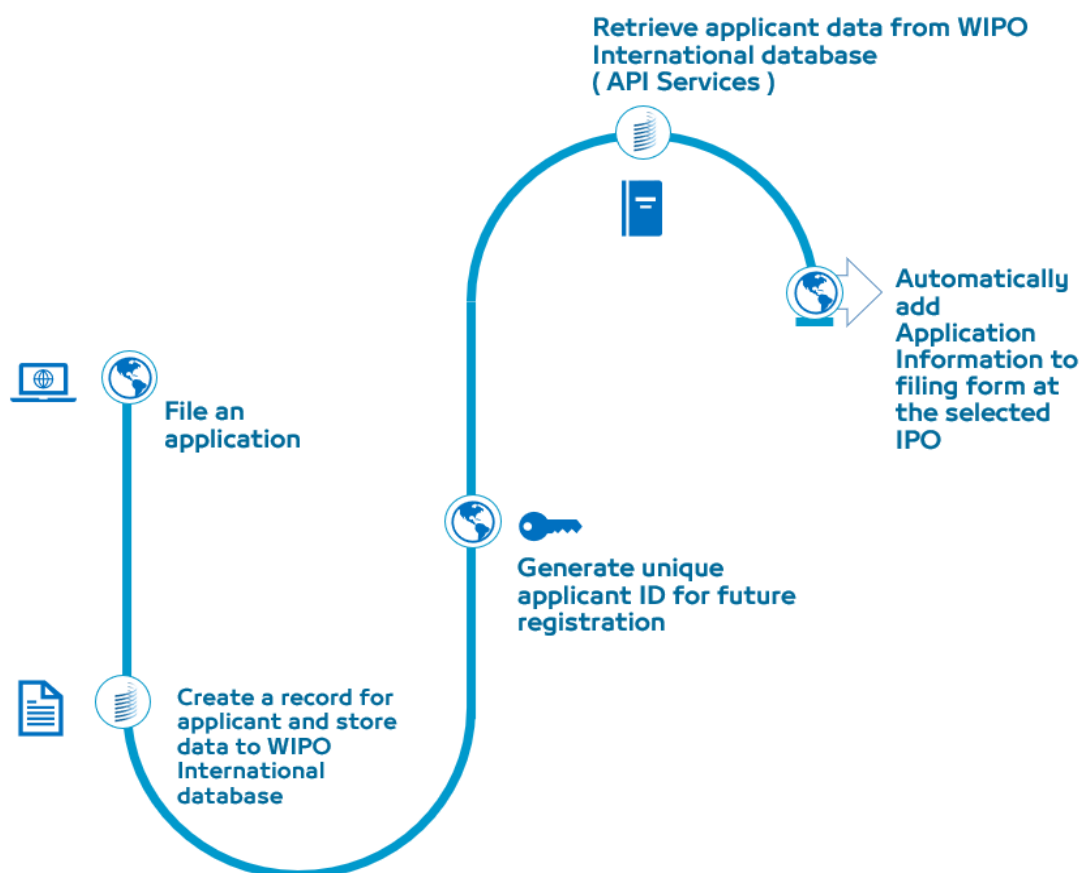 File an
application
Create a record for
applicant and store
data to WIPO
International
database
Generate unique
applicant ID for future
registration
Retrieve applicant data from WIPO
International database
( API Services )
Automatically
add
Application
Information to
filing form at
the selected
IPO